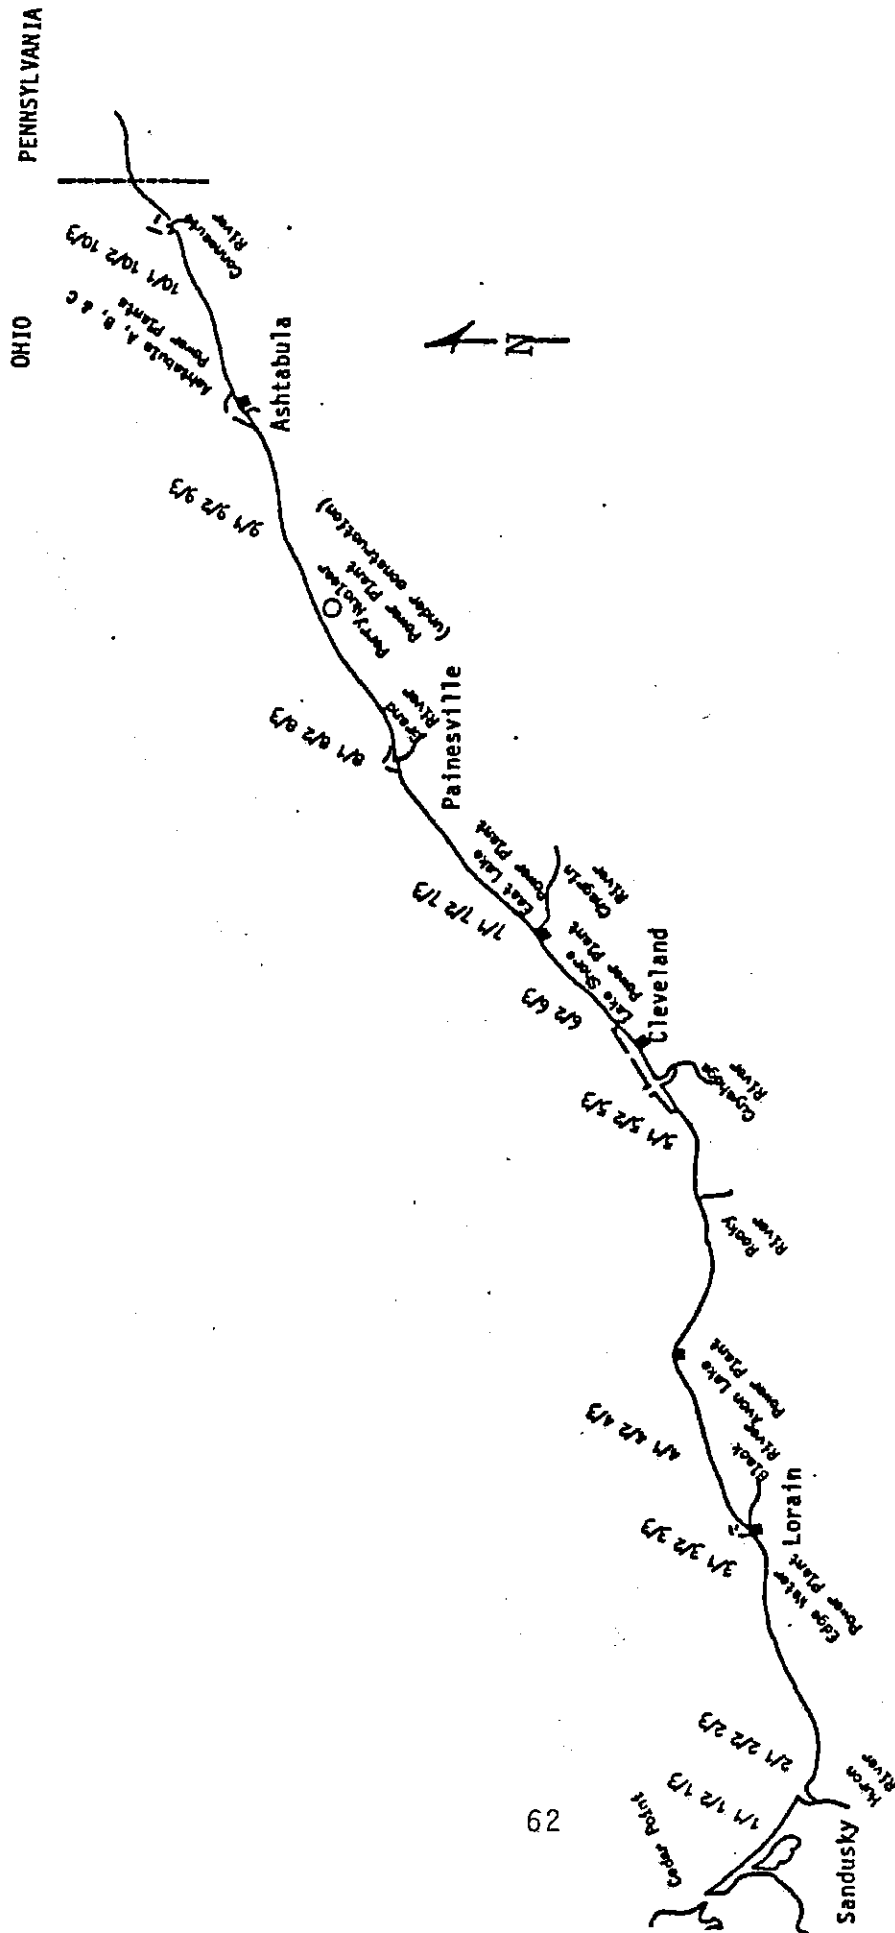 PENNSYLVANIA
OHIO
10/1 10/2 10/3
Conneaut
River
Ashtabula A, B, & C
Power Plants
Ashtabula
N
9/1 9/2 9/3
Perry Nuclear
Power Plant
(under construction)
8/1 8/2 8/3
Grand
River
Painesville
7/1 7/2 7/3
East Lake
Power Plant
Chagrin
River
6/2 6/3
Lake Shore
Power Plant
Cleveland
5/1 5/2 5/3
Cuyahoga
River
Rocky
River
Avon Lake
Power Plant
4/1 4/2 4/3
Black
River
3/1 3/2 3/3
Lorain
Edge Water
Power Plant
2/1 2/2 2/3
Huron
River
1/1 1/2 1/3
Cedar Point
Sandusky
62